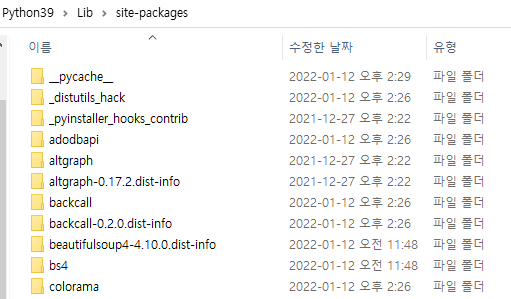 Python39 > Lib > site-packages
이름 수정한 날짜 유형
__pycache__ 2022-01-12 오후 2:29 파일 폴더
_distutils_hack 2022-01-12 오후 2:26 파일 폴더
_pyinstaller_hooks_contrib 2021-12-27 오후 2:22 파일 폴더
adodbapi 2022-01-12 오후 2:26 파일 폴더
altgraph 2021-12-27 오후 2:22 파일 폴더
altgraph-0.17.2.dist-info 2021-12-27 오후 2:22 파일 폴더
backcall 2022-01-12 오후 2:26 파일 폴더
backcall-0.2.0.dist-info 2022-01-12 오후 2:26 파일 폴더
beautifulsoup4-4.10.0.dist-info 2022-01-12 오전 11:48 파일 폴더
bs4 2022-01-12 오전 11:48 파일 폴더
colorama 2022-01-12 오후 2:26 파일 폴더